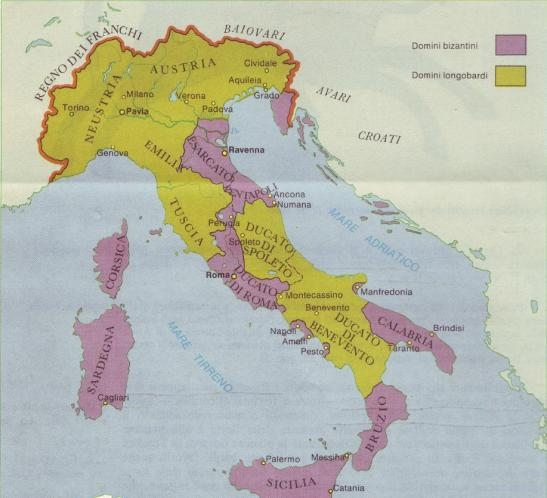 REGNO DEI FRANCHI
BAIOVARI
Domini bizantini
Domini longobardi
AUSTRIA
Cividale
Aquileia
Grado
AVARI
CROATI
NEUSTRIA
Milano
Verona
Torino
Pavia
Padova
Genova
EMILIA
ESARCATO
Ravenna
PENTAPOLI
Ancona
Numana
MARE ADRIATICO
TUSCIA
Perugia
Spoleto
DUCATO
DI
SPOLETO
CORSICA
Roma
DUCATO
DI ROMA
Montecassino
Manfredonia
Benevento
DUCATO
DI
BENEVENTO
CALABRIA
Brindisi
Taranto
Napoli
Amalfi
Pesto
MARE TIRRENO
SARDEGNA
Cagliari
BRUZIO
Palermo
Messina
SICILIA
Catania